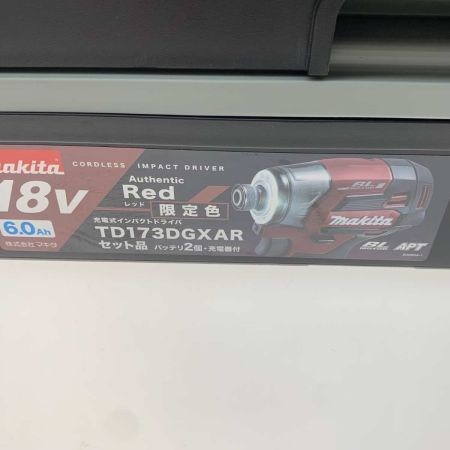 makita
CORDLESS IMPACT DRIVER
18V
6.0Ah
株式会社マキタ
Authentic
Red
レッド
限定色
充電式インパクトドライバ
TD173DGXAR
セット品 バッテリ2個・充電器付
BL
makita
BL
APT